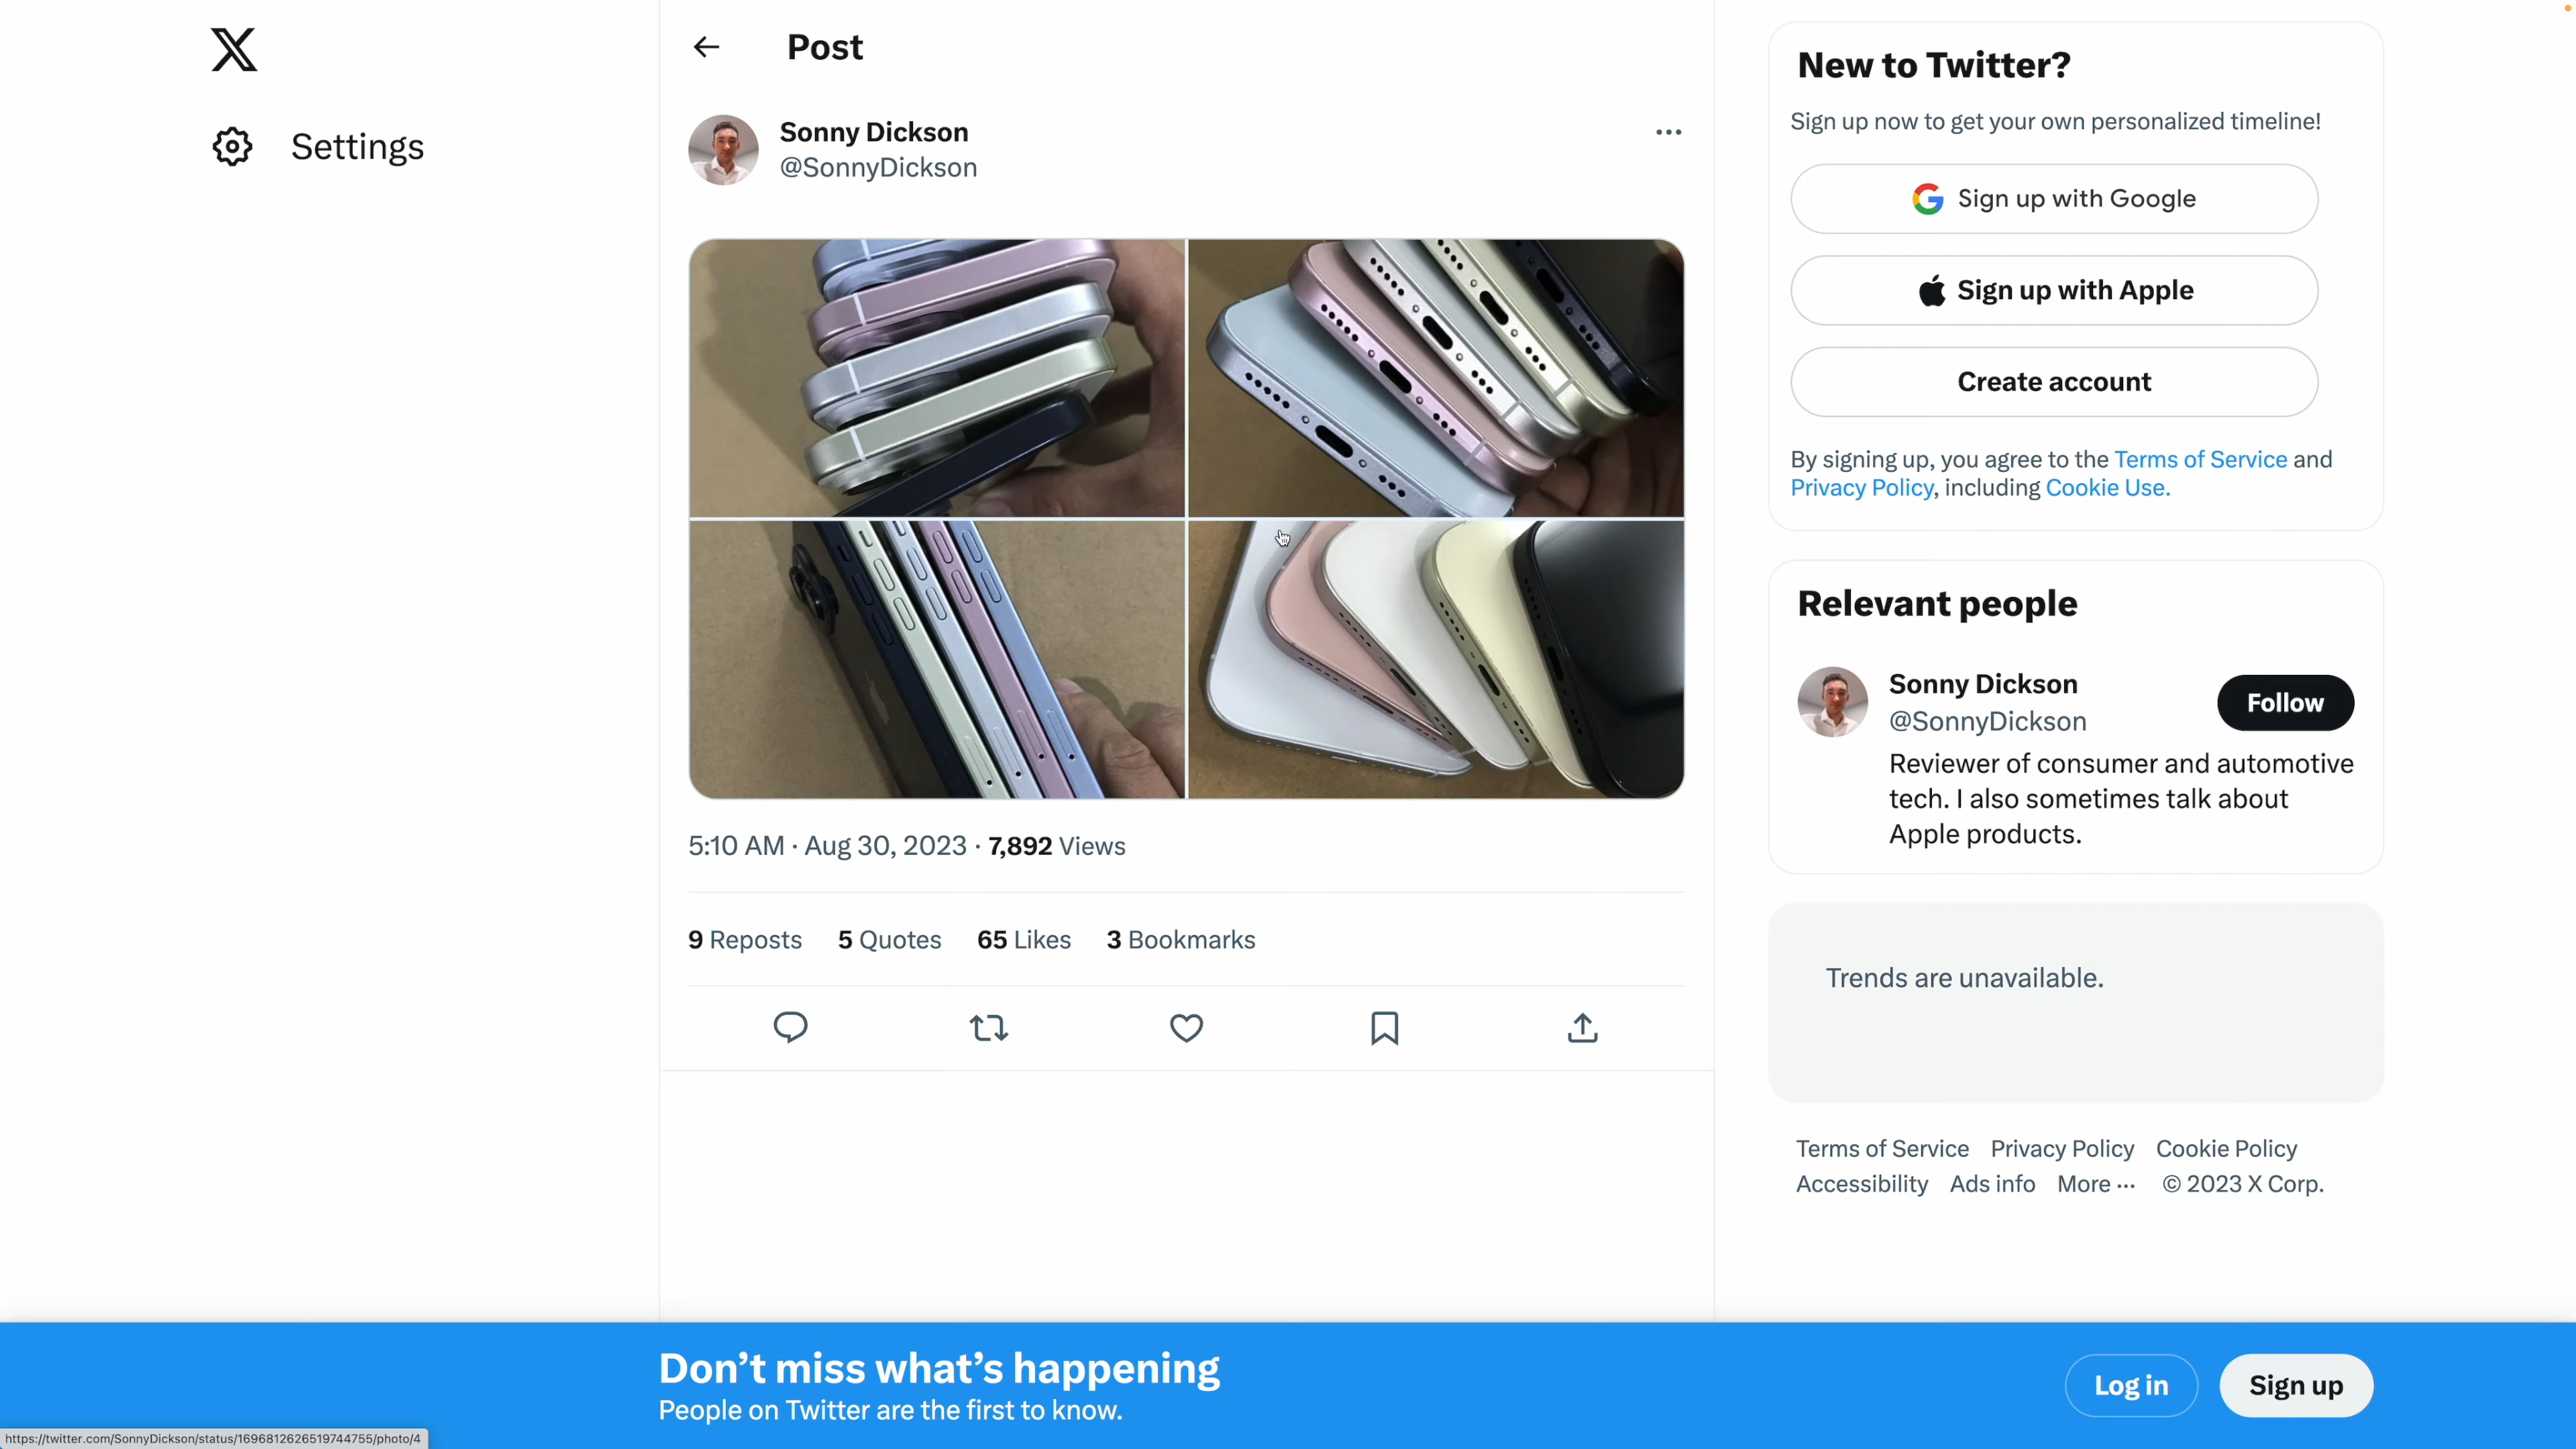 Settings
Post
Sonny Dickson
@SonnyDickson
5:10 AM · Aug 30, 2023 · 7,892 Views
9 Reposts 5 Quotes 65 Likes 3 Bookmarks
New to Twitter?
Sign up now to get your own personalized timeline!
Sign up with Google
Sign up with Apple
Create account
By signing up, you agree to the Terms of Service and
Privacy Policy, including Cookie Use.
Relevant people
Sonny Dickson
@SonnyDickson
Follow
Reviewer of consumer and automotive
tech. I also sometimes talk about
Apple products.
Trends are unavailable.
Terms of Service Privacy Policy Cookie Policy
Accessibility Ads info More ··· © 2023 X Corp.
Don’t miss what’s happening
People on Twitter are the first to know.
Log in
Sign up
https://twitter.com/SonnyDickson/status/1696812626519744755/photo/4